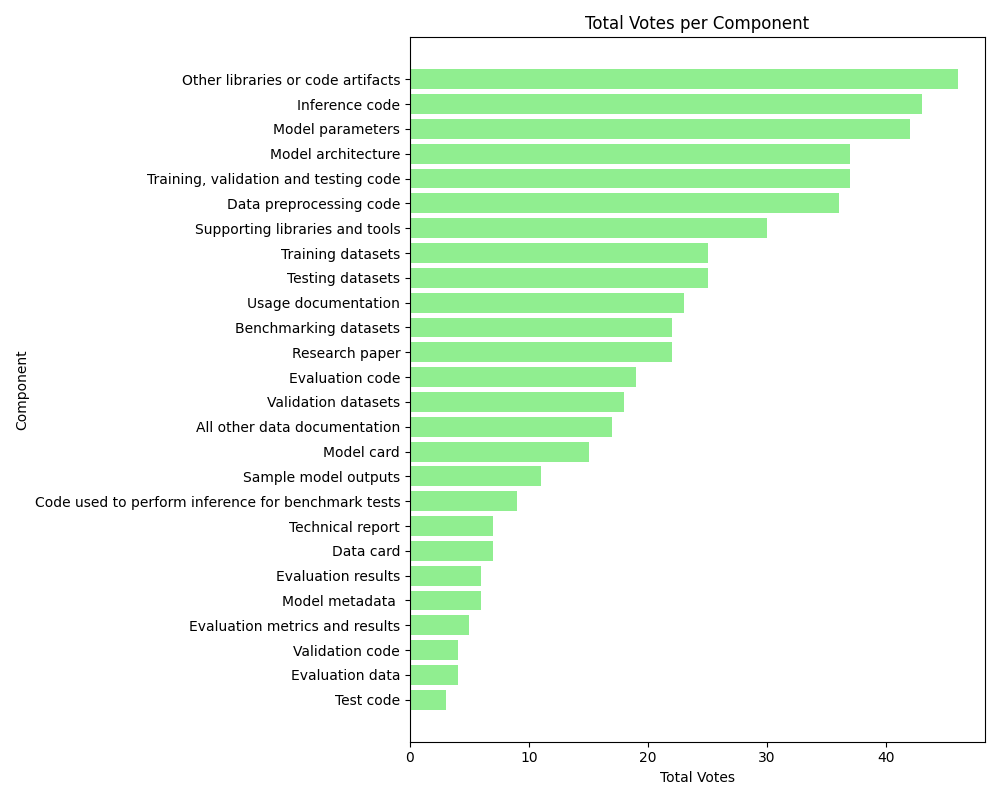 Total Votes per Component
Other libraries or code artifacts
Inference code
Model parameters
Model architecture
Training, validation and testing code
Data preprocessing code
Supporting libraries and tools
Training datasets
Testing datasets
Usage documentation
Benchmarking datasets
Research paper
Evaluation code
Validation datasets
All other data documentation
Model card
Sample model outputs
Code used to perform inference for benchmark tests
Technical report
Data card
Evaluation results
Model metadata
Evaluation metrics and results
Validation code
Evaluation data
Test code
Component
0 10 20 30 40
Total Votes